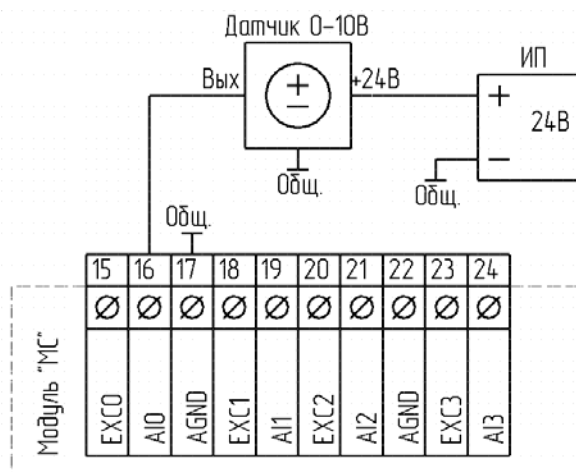 Датчик 0-10В
ИП
Вых
+24В
24В
Общ.
Общ.
Общ.
15 16 17 18 19 20 21 22 23 24
Модуль "МС"
EXC0
AI0
AGND
EXC1
AI1
EXC2
AI2
AGND
EXC3
AI3